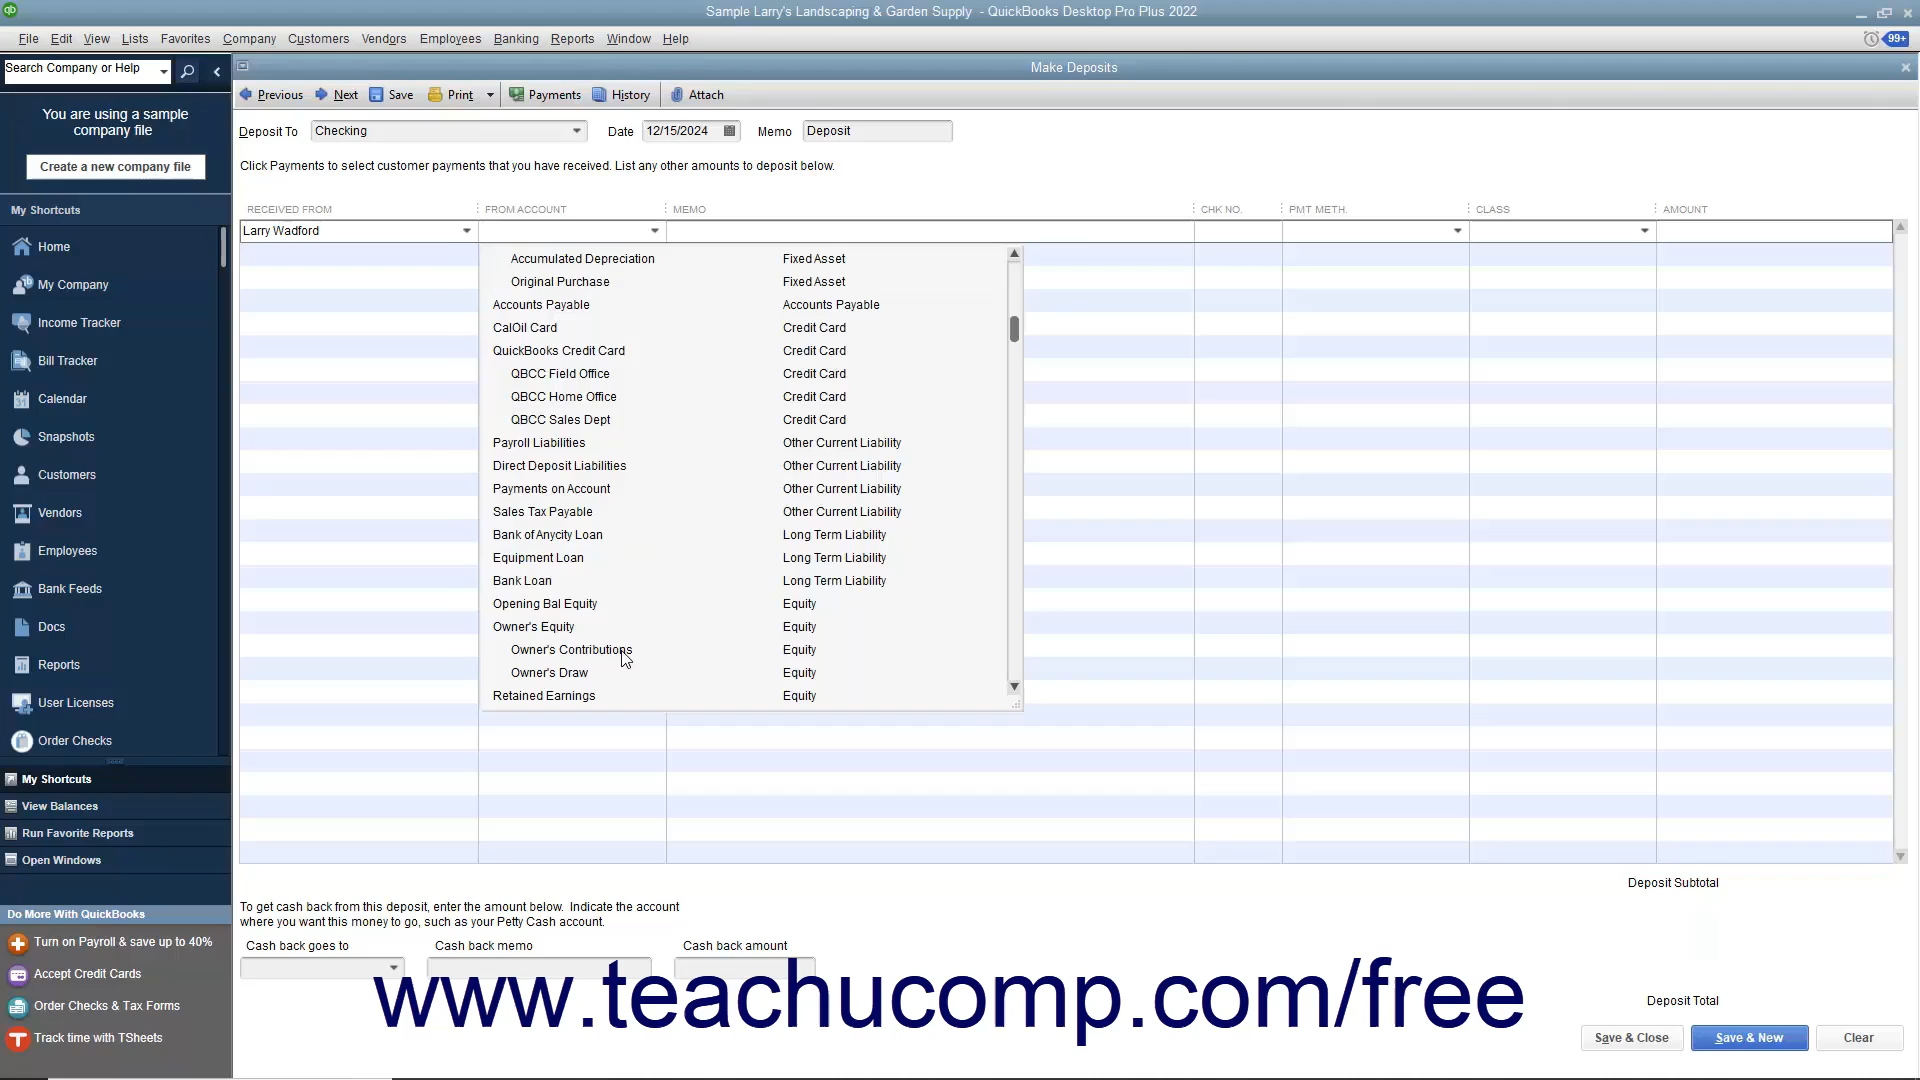 Sample Larry's Landscaping & Garden Supply - QuickBooks Desktop Pro Plus 2022
File Edit View Lists Favorites Company Customers Vendors Employees Banking Reports Window Help
99+
Search Company or Help
Make Deposits
You are using a sample
company file
Create a new company file
Previous Next Save Print Payments History Attach
Deposit To Checking Date 12/15/2024 Memo Deposit
Click Payments to select customer payments that you have received. List any other amounts to deposit below.
RECEIVED FROM FROM ACCOUNT MEMO CHK NO. PMT METH. CLASS AMOUNT
Larry Wadford
Accumulated Depreciation Fixed Asset
Original Purchase Fixed Asset
Accounts Payable Accounts Payable
CalOil Card Credit Card
QuickBooks Credit Card Credit Card
QBCC Field Office Credit Card
QBCC Home Office Credit Card
QBCC Sales Dept Credit Card
Payroll Liabilities Other Current Liability
Direct Deposit Liabilities Other Current Liability
Payments on Account Other Current Liability
Sales Tax Payable Other Current Liability
Bank of Anycity Loan Long Term Liability
Equipment Loan Long Term Liability
Bank Loan Long Term Liability
Opening Bal Equity Equity
Owner's Equity Equity
Owner's Contributions Equity
Owner's Draw Equity
Retained Earnings Equity
My Shortcuts
Home
My Company
Income Tracker
Bill Tracker
Calendar
31
Snapshots
Customers
Vendors
Employees
Bank Feeds
Docs
Reports
User Licenses
Order Checks
My Shortcuts
View Balances
Run Favorite Reports
Open Windows
Do More With QuickBooks
Turn on Payroll & save up to 40%
Accept Credit Cards
Order Checks & Tax Forms
Track time with TSheets
Deposit Subtotal
To get cash back from this deposit, enter the amount below. Indicate the account
where you want this money to go, such as your Petty Cash account.
Cash back goes to Cash back memo Cash back amount
www.teachucomp.com/free
Deposit Total
Save & Close Save & New Clear